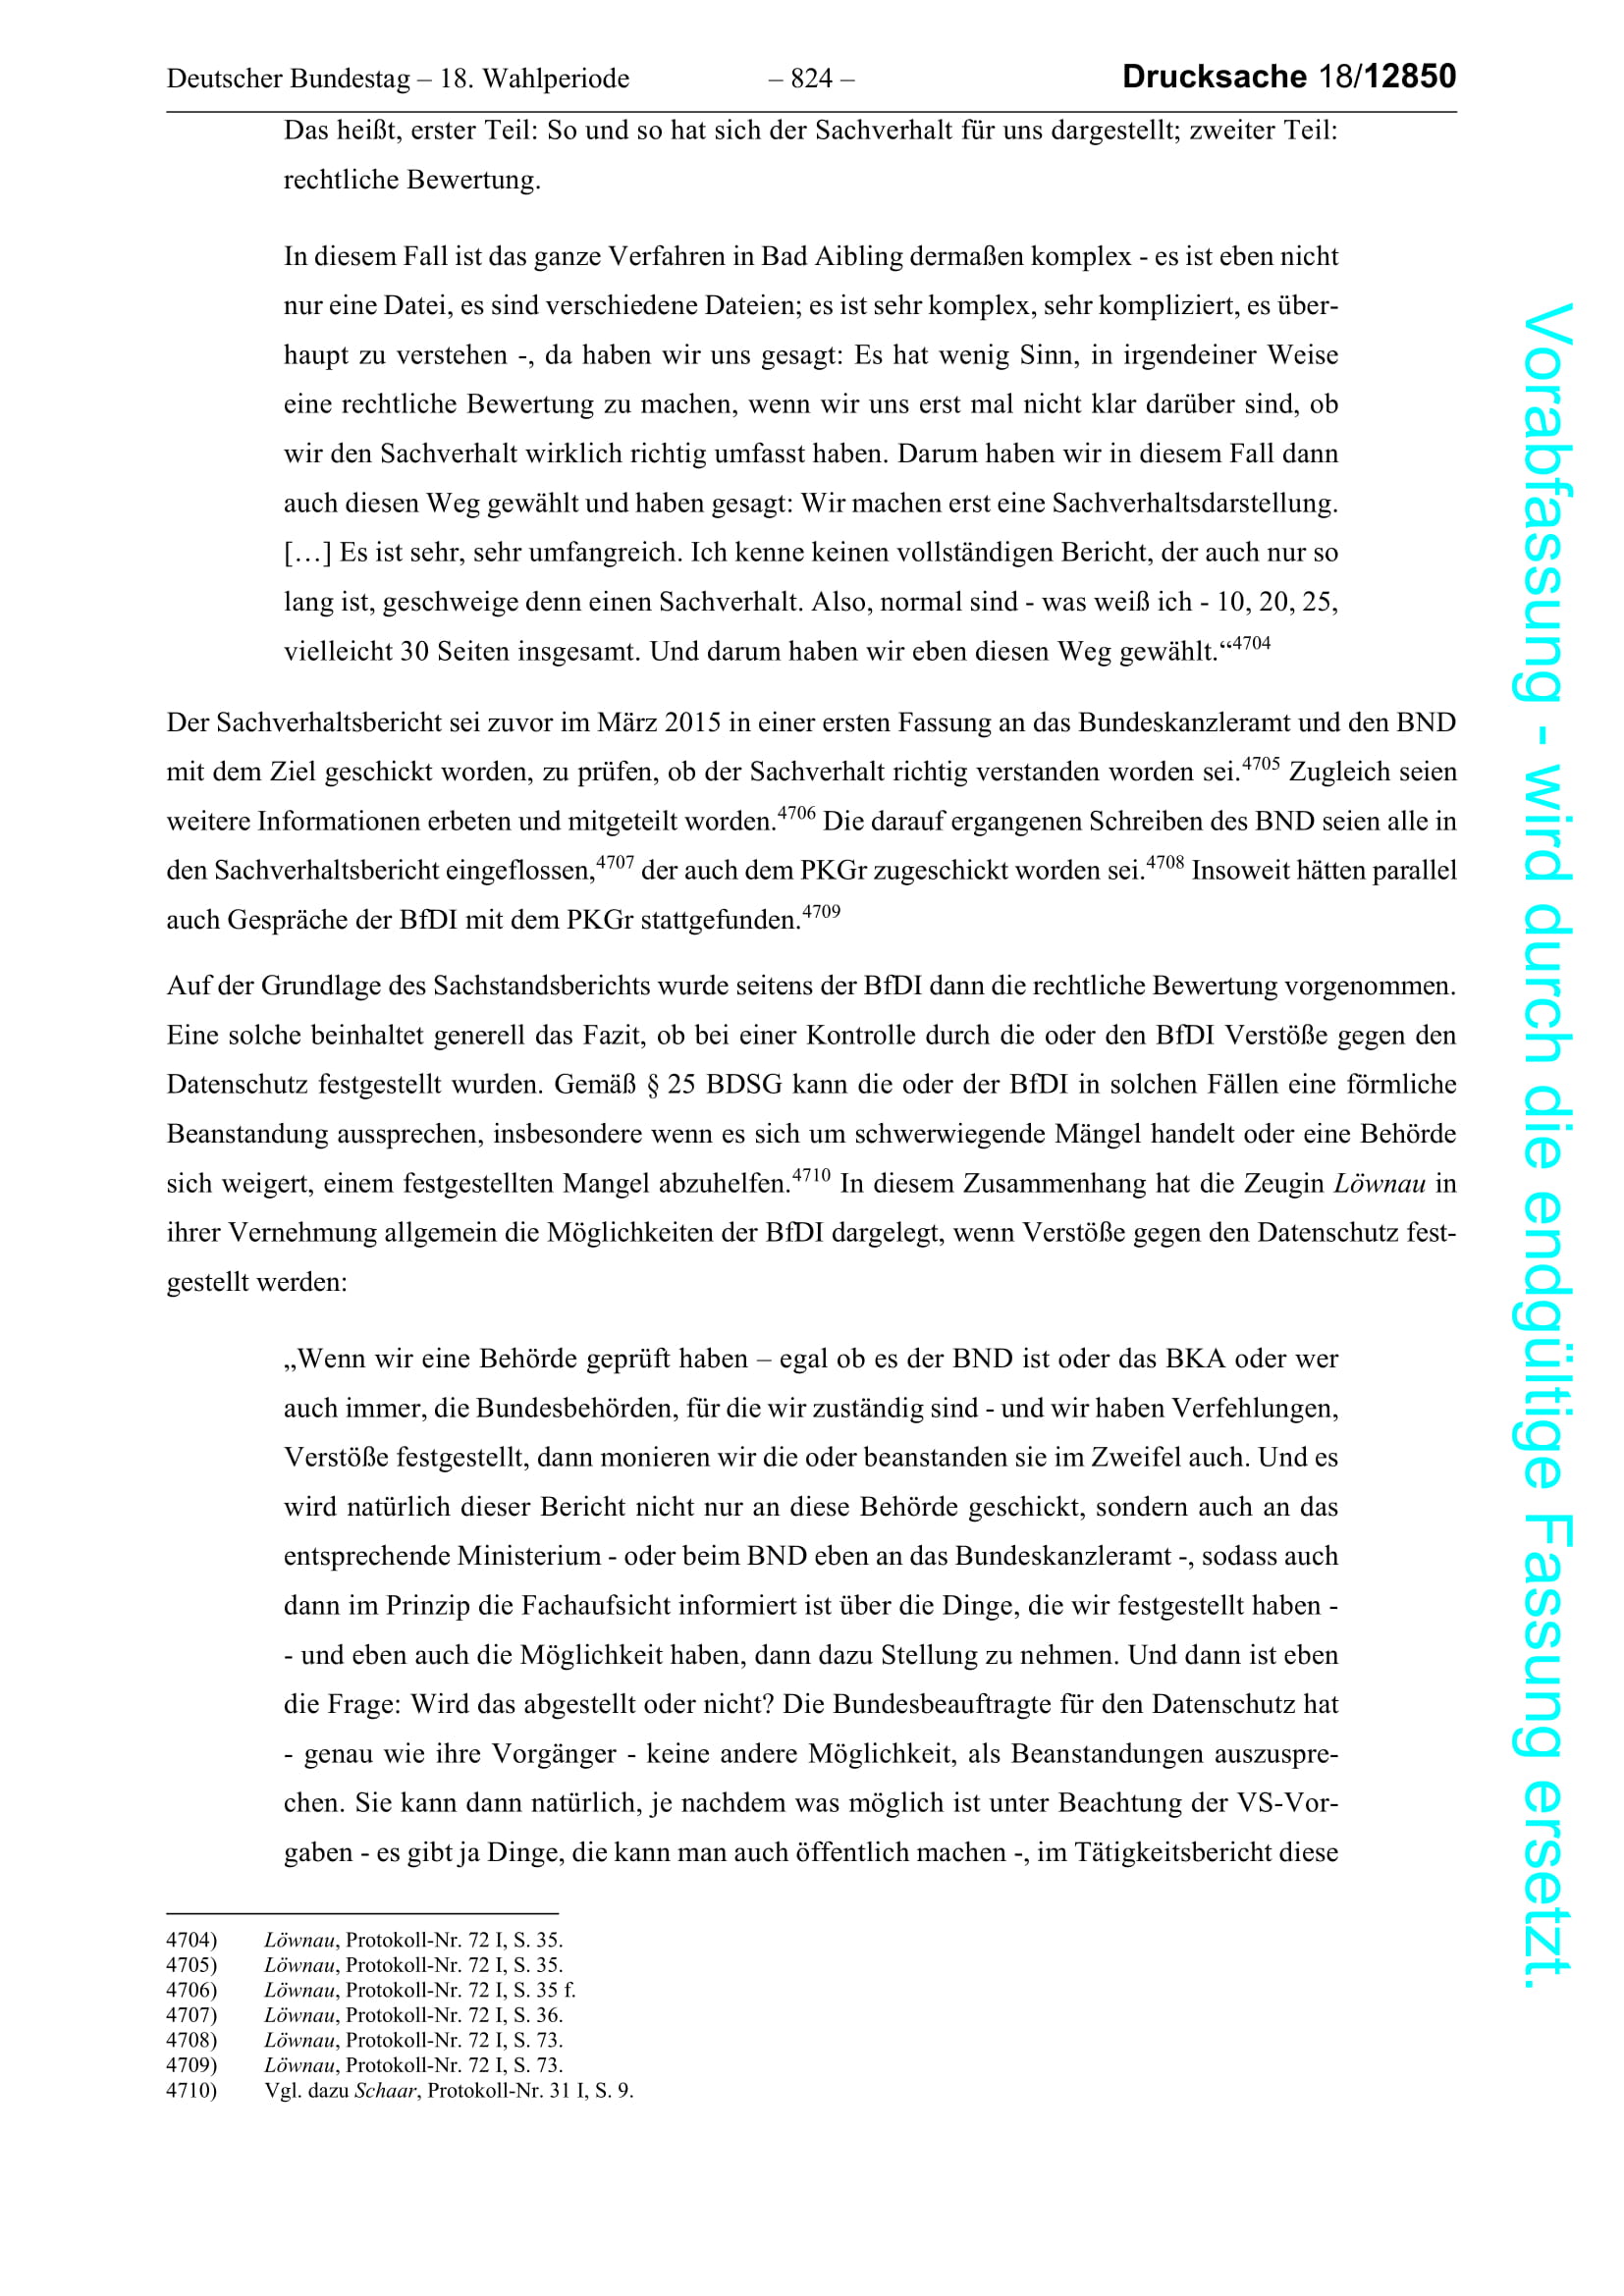 Deutscher Bundestag – 18. Wahlperiode – 824 – Drucksache 18/12850
Das heißt, erster Teil: So und so hat sich der Sachverhalt für uns dargestellt; zweiter Teil:
rechtliche Bewertung.
In diesem Fall ist das ganze Verfahren in Bad Aibling dermaßen komplex - es ist eben nicht
nur eine Datei, es sind verschiedene Dateien; es ist sehr komplex, sehr kompliziert, es über-
haupt zu verstehen -, da haben wir uns gesagt: Es hat wenig Sinn, in irgendeiner Weise
eine rechtliche Bewertung zu machen, wenn wir uns erst mal nicht klar darüber sind, ob
wir den Sachverhalt wirklich richtig umfasst haben. Darum haben wir in diesem Fall dann
auch diesen Weg gewählt und haben gesagt: Wir machen erst eine Sachverhaltsdarstellung.
[…] Es ist sehr, sehr umfangreich. Ich kenne keinen vollständigen Bericht, der auch nur so
lang ist, geschweige denn einen Sachverhalt. Also, normal sind - was weiß ich - 10, 20, 25,
vielleicht 30 Seiten insgesamt. Und darum haben wir eben diesen Weg gewählt.“4704
Der Sachverhaltsbericht sei zuvor im März 2015 in einer ersten Fassung an das Bundeskanzleramt und den BND
mit dem Ziel geschickt worden, zu prüfen, ob der Sachverhalt richtig verstanden worden sei.4705 Zugleich seien
weitere Informationen erbeten und mitgeteilt worden.4706 Die darauf ergangenen Schreiben des BND seien alle in
den Sachverhaltsbericht eingeflossen,4707 der auch dem PKGr zugeschickt worden sei.4708 Insoweit hätten parallel
auch Gespräche der BfDI mit dem PKGr stattgefunden.4709
Auf der Grundlage des Sachstandsberichts wurde seitens der BfDI dann die rechtliche Bewertung vorgenommen.
Eine solche beinhaltet generell das Fazit, ob bei einer Kontrolle durch die oder den BfDI Verstöße gegen den
Datenschutz festgestellt wurden. Gemäß § 25 BDSG kann die oder der BfDI in solchen Fällen eine förmliche
Beanstandung aussprechen, insbesondere wenn es sich um schwerwiegende Mängel handelt oder eine Behörde
sich weigert, einem festgestellten Mangel abzuhelfen.4710 In diesem Zusammenhang hat die Zeugin Löwnau in
ihrer Vernehmung allgemein die Möglichkeiten der BfDI dargelegt, wenn Verstöße gegen den Datenschutz fest-
gestellt werden:
„Wenn wir eine Behörde geprüft haben – egal ob es der BND ist oder das BKA oder wer
auch immer, die Bundesbehörden, für die wir zuständig sind - und wir haben Verfehlungen,
Verstöße festgestellt, dann monieren wir die oder beanstanden sie im Zweifel auch. Und es
wird natürlich dieser Bericht nicht nur an diese Behörde geschickt, sondern auch an das
entsprechende Ministerium - oder beim BND eben an das Bundeskanzleramt -, sodass auch
dann im Prinzip die Fachaufsicht informiert ist über die Dinge, die wir festgestellt haben -
- und eben auch die Möglichkeit haben, dann dazu Stellung zu nehmen. Und dann ist eben
die Frage: Wird das abgestellt oder nicht? Die Bundesbeauftragte für den Datenschutz hat
- genau wie ihre Vorgänger - keine andere Möglichkeit, als Beanstandungen auszuspre-
chen. Sie kann dann natürlich, je nachdem was möglich ist unter Beachtung der VS-Vor-
gaben - es gibt ja Dinge, die kann man auch öffentlich machen -, im Tätigkeitsbericht diese
4704) Löwnau, Protokoll-Nr. 72 I, S. 35.
4705) Löwnau, Protokoll-Nr. 72 I, S. 35.
4706) Löwnau, Protokoll-Nr. 72 I, S. 35 f.
4707) Löwnau, Protokoll-Nr. 72 I, S. 36.
4708) Löwnau, Protokoll-Nr. 72 I, S. 73.
4709) Löwnau, Protokoll-Nr. 72 I, S. 73.
4710) Vgl. dazu Schaar, Protokoll-Nr. 31 I, S. 9.
Vorabfassung - wird durch die endgültige Fassung ersetzt.